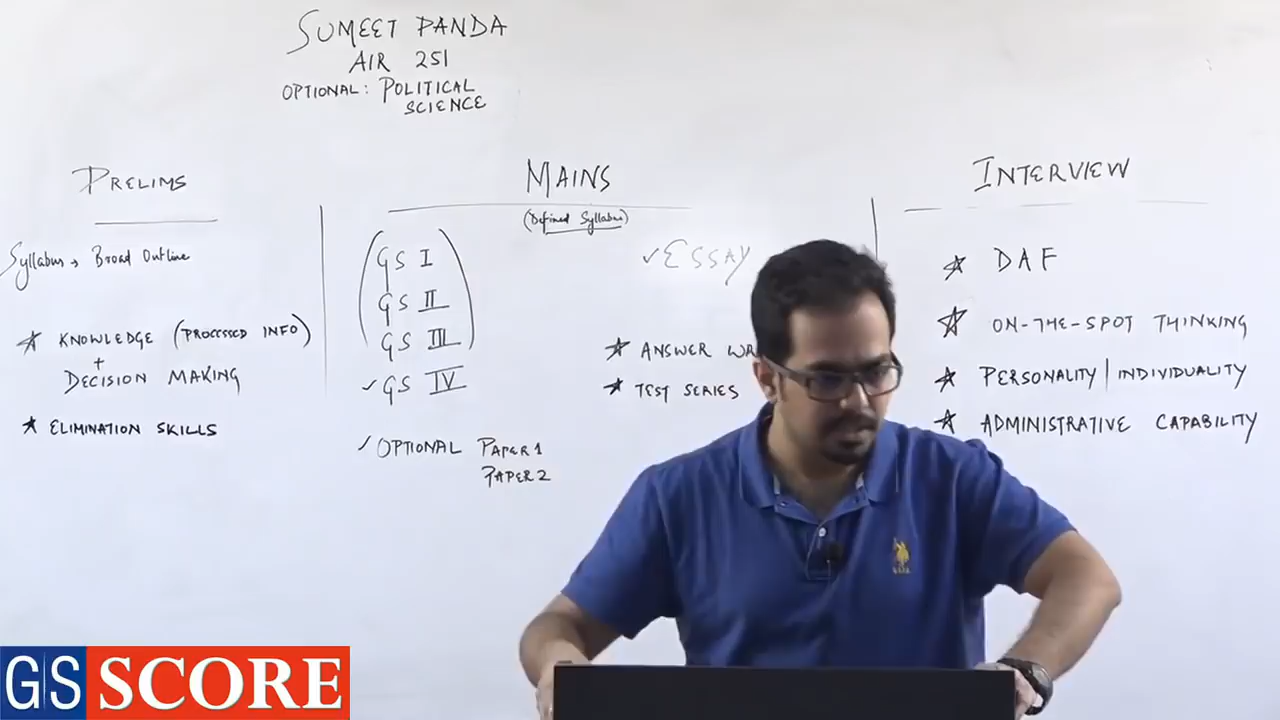 SUMEET PANDA
AIR 251
OPTIONAL: POLITICAL
SCIENCE
PRELIMS
Syllabus → Broad Outline
★ KNOWLEDGE (PROCESSED INFO)
+
DECISION MAKING
★ ELIMINATION SKILLS
MAINS
(Defined Syllabus)
GS I
GS II
GS III
✓ GS IV
✓ OPTIONAL PAPER 1
PAPER 2
✓ ESSAY
★ ANSWER WR
★ TEST SERIES
INTERVIEW
★ DAF
★ ON-THE-SPOT THINKING
★ PERSONALITY/INDIVIDUALITY
★ ADMINISTRATIVE CAPABILITY
GS SCORE